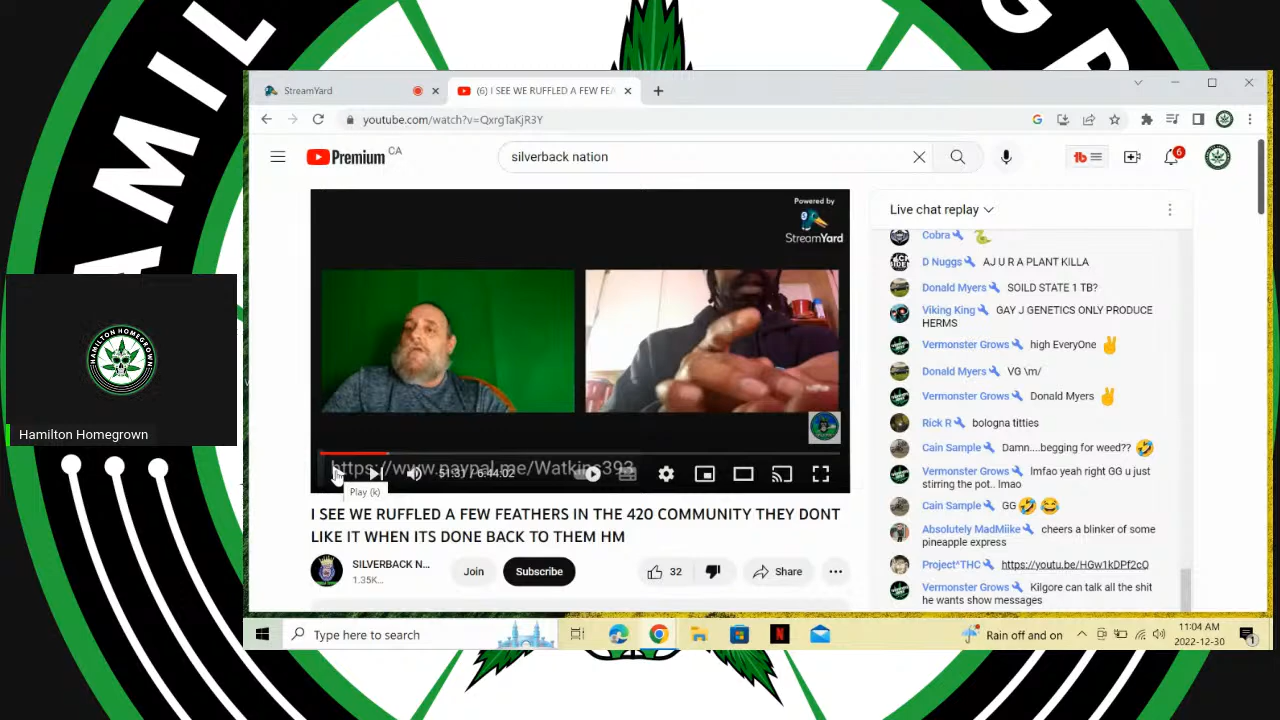 StreamYard
(6) I SEE WE RUFFLED A FEW FEA
youtube.com/watch?v=QxrgTaKjR3Y
Premium CA
silverback nation
6
Powered by
StreamYard
https://www.paypal.me/Watkins393
51:37 / 6:44:02
Play (k)
I SEE WE RUFFLED A FEW FEATHERS IN THE 420 COMMUNITY THEY DONT
LIKE IT WHEN ITS DONE BACK TO THEM HM
SILVERBACK N...
1.35K...
Join
Subscribe
32
Share
Live chat replay
Cobra
D Nuggs AJ U R A PLANT KILLA
Donald Myers SOILD STATE 1 TB?
Viking King GAY J GENETICS ONLY PRODUCE
HERMS
Vermonster Grows high EveryOne
Donald Myers VG \m/
Vermonster Grows Donald Myers
Rick R bologna titties
Cain Sample Damn....begging for weed??
Vermonster Grows lmfao yeah right GG u just
stirring the pot.. lmao
Cain Sample GG
Absolutely MadMiike cheers a blinker of some
pineapple express
Project^THC https://youtu.be/HGw1kDPf2cQ
Vermonster Grows Kilgore can talk all the shit
he wants show messages
HAMILTON HOMEGROWN
Hamilton Homegrown
Type here to search
Rain off and on
11:04 AM
2022-12-30
1